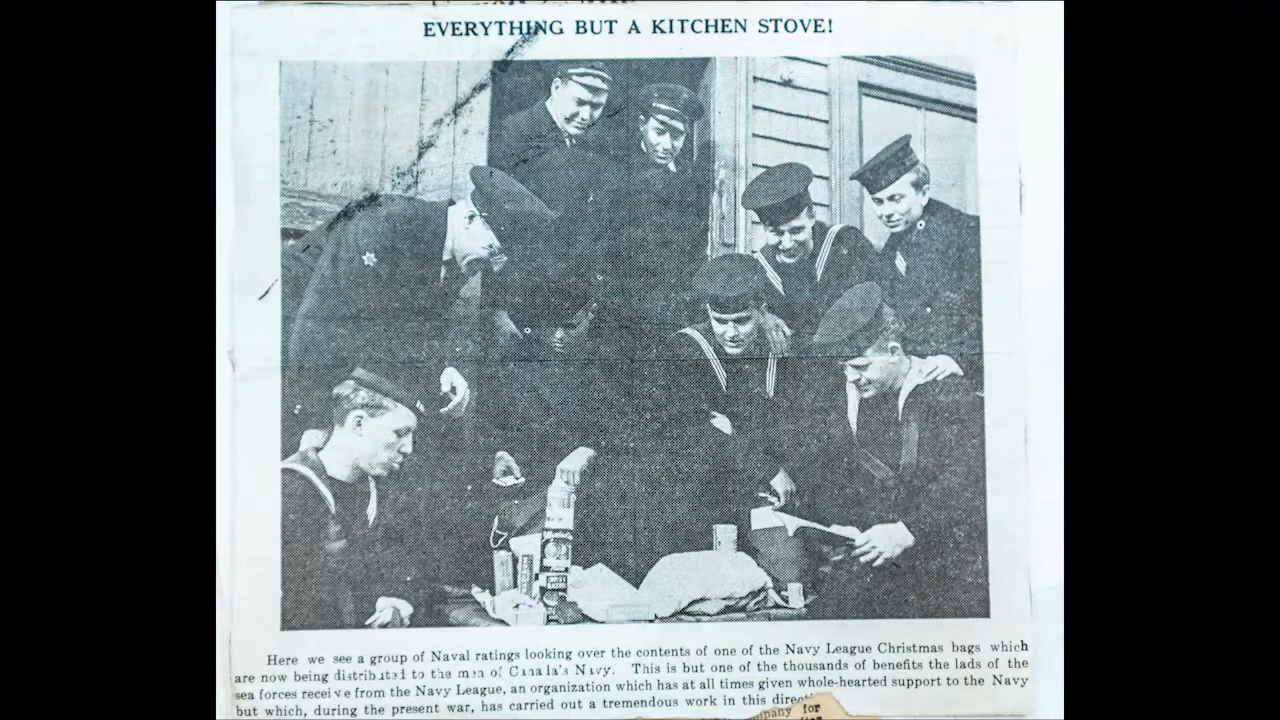 EVERYTHING BUT A KITCHEN STOVE!
Here we see a group of Naval ratings looking over the contents of one of the Navy League Christmas bags which
are now being distributed to the men of Canada's Navy. This is but one of the thousands of benefits the lads of the
sea forces receive from the Navy League, an organization which has at all times given whole-hearted support to the Navy
but which, during the present war, has carried out a tremendous work in this
for